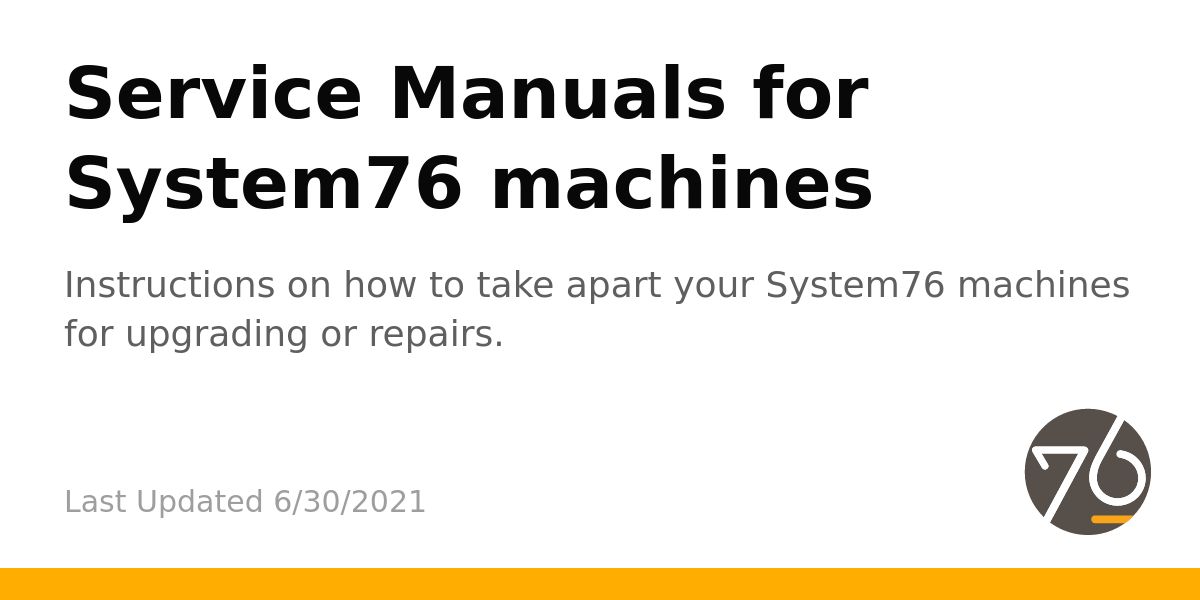 Service Manuals for
System76 machines
Instructions on how to take apart your System76 machines
for upgrading or repairs.
Last Updated 6/30/2021
76